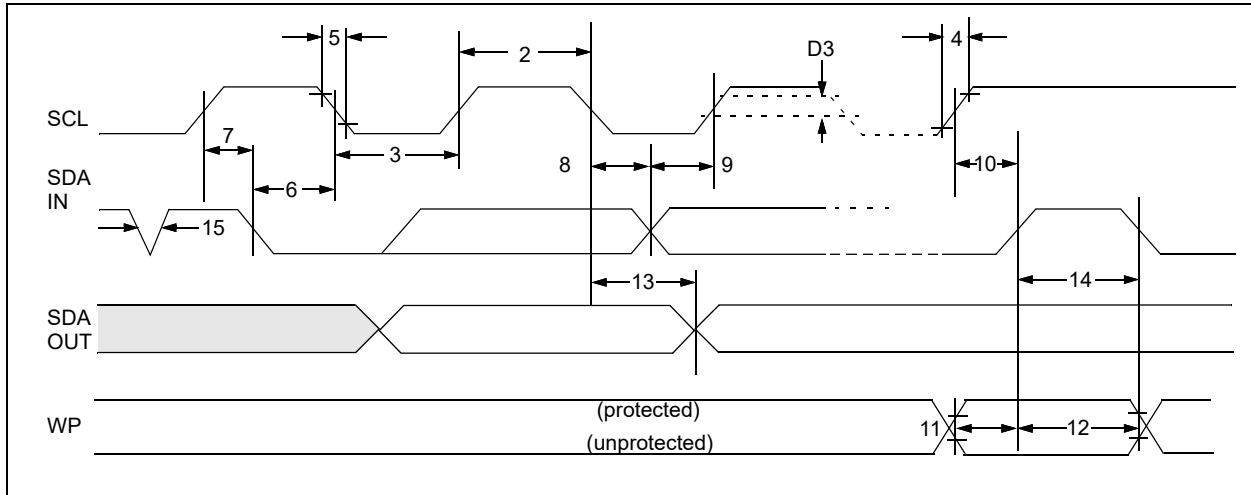 5
2
D3
4
SCL
7
3
8
9
10
SDA
IN
6
15
13
14
SDA
OUT
WP
(protected)
(unprotected)
11
12